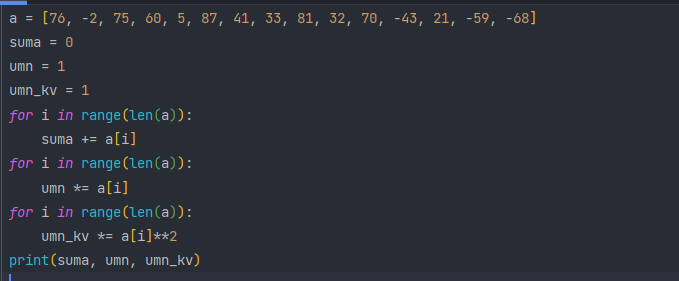 a = [76, -2, 75, 60, 5, 87, 41, 33, 81, 32, 70, -43, 21, -59, -68]
suma = 0
umn = 1
umn_kv = 1
for i in range(len(a)):
    suma += a[i]
for i in range(len(a)):
    umn *= a[i]
for i in range(len(a)):
    umn_kv *= a[i]**2
print(suma, umn, umn_kv)